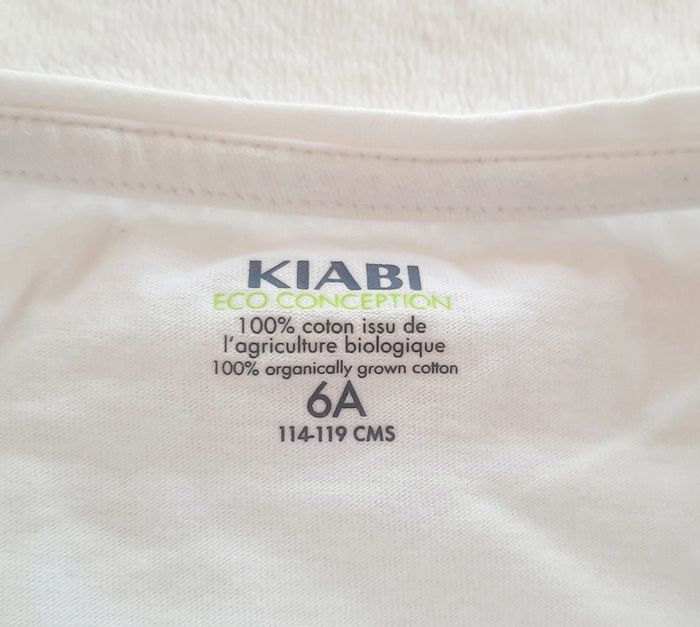 KIABI
ECO CONCEPTION
100% coton issu de
l'agriculture biologique
100% organically grown cotton
6A
114-119 CMS